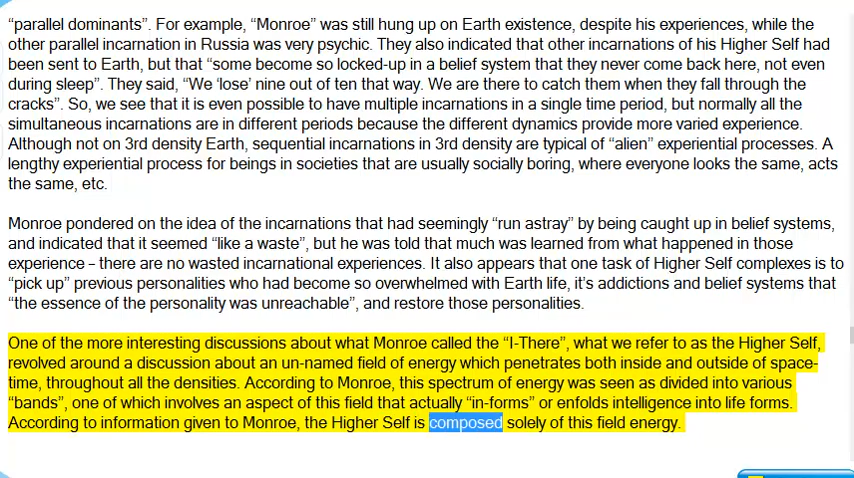 “parallel dominants”. For example, “Monroe” was still hung up on Earth existence, despite his experiences, while the
other parallel incarnation in Russia was very psychic. They also indicated that other incarnations of his Higher Self had
been sent to Earth, but that “some become so locked-up in a belief system that they never come back here, not even
during sleep”. They said, “We ‘lose’ nine out of ten that way. We are there to catch them when they fall through the
cracks”. So, we see that it is even possible to have multiple incarnations in a single time period, but normally all the
simultaneous incarnations are in different periods because the different dynamics provide more varied experience.
Although not on 3rd density Earth, sequential incarnations in 3rd density are typical of “alien” experiential processes. A
lengthy experiential process for beings in societies that are usually socially boring, where everyone looks the same, acts
the same, etc.
Monroe pondered on the idea of the incarnations that had seemingly “run astray” by being caught up in belief systems,
and indicated that it seemed “like a waste”, but he was told that much was learned from what happened in those
experience – there are no wasted incarnational experiences. It also appears that one task of Higher Self complexes is to
“pick up” previous personalities who had become so overwhelmed with Earth life, it’s addictions and belief systems that
“the essence of the personality was unreachable”, and restore those personalities.
One of the more interesting discussions about what Monroe called the “I-There”, what we refer to as the Higher Self,
revolved around a discussion about an un-named field of energy which penetrates both inside and outside of space-
time, throughout all the densities. According to Monroe, this spectrum of energy was seen as divided into various
“bands”, one of which involves an aspect of this field that actually “in-forms” or enfolds intelligence into life forms.
According to information given to Monroe, the Higher Self is composed solely of this field energy.